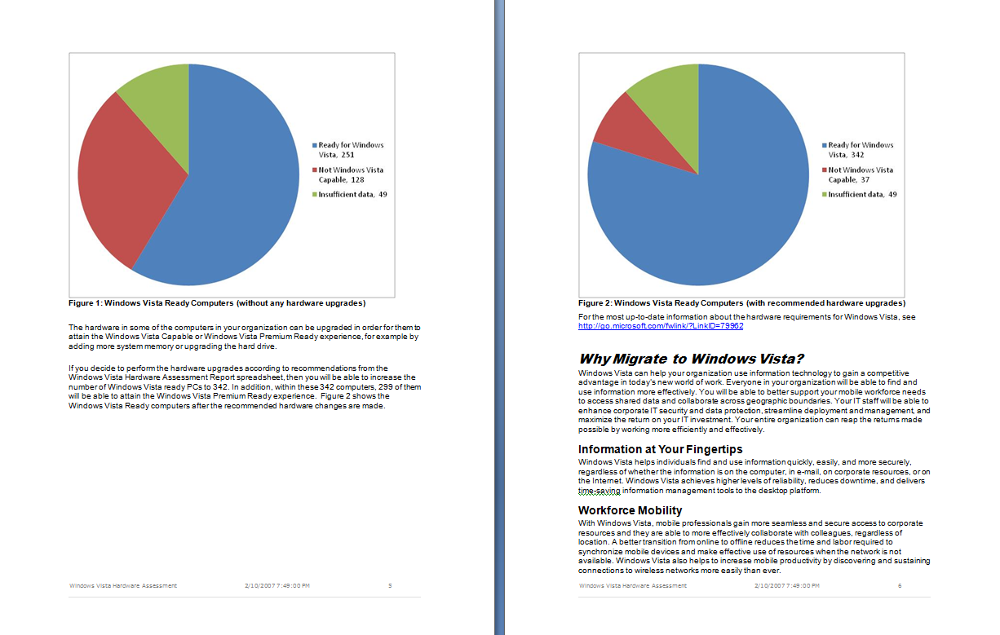 Ready for Windows
Vista, 251
Not Windows Vista
Capable, 128
Insufficient data, 49
Figure 1: Windows Vista Ready Computers (without any hardware upgrades)
The hardware in some of the computers in your organization can be upgraded in order for them to
attain the Windows Vista Capable or Windows Vista Premium Ready experience, for example by
adding more system memory or upgrading the hard drive.
If you decide to perform the hardware upgrades according to recommendations from the
Windows Vista Hardware Assessment Report spreadsheet, then you will be able to increase the
number of Windows Vista ready PCs to 342. In addition, within these 342 computers, 299 of them
will be able to attain the Windows Vista Premium Ready experience. Figure 2 shows the
Windows Vista Ready computers after the recommended hardware changes are made.
Windows Vista Hardware Assessment 2/10/2007 7:49:00 PM 5
Ready for Windows
Vista, 342
Not Windows Vista
Capable, 37
Insufficient data, 49
Figure 2: Windows Vista Ready Computers (with recommended hardware upgrades)
For the most up-to-date information about the hardware requirements for Windows Vista, see
http://go.microsoft.com/fwlink/?LinkID=79962
Why Migrate to Windows Vista?
Windows Vista can help your organization use information technology to gain a competitive
advantage in today's new world of work. Everyone in your organization will be able to find and
use information more effectively. You will be able to better support your mobile workforce needs
to access shared data and collaborate across geographic boundaries. Your IT staff will be able to
enhance corporate IT security and data protection, streamline deployment and management, and
maximize the return on your IT investment. Your entire organization can reap the returns made
possible by working more efficiently and effectively.
Information at Your Fingertips
Windows Vista helps individuals find and use information quickly, easily, and more securely,
regardless of whether the information is on the computer, in e-mail, on corporate resources, or on
the Internet. Windows Vista achieves higher levels of reliability, reduces downtime, and delivers
time-saving information management tools to the desktop platform.
Workforce Mobility
With Windows Vista, mobile professionals gain more seamless and secure access to corporate
resources and they are able to more effectively collaborate with colleagues, regardless of
location. A better transition from online to offline reduces the time and labor required to
synchronize mobile devices and make effective use of resources when the network is not
available. Windows Vista also helps to increase mobile productivity by discovering and sustaining
connections to wireless networks more easily than ever.
Windows Vista Hardware Assessment 2/10/2007 7:49:00 PM 6